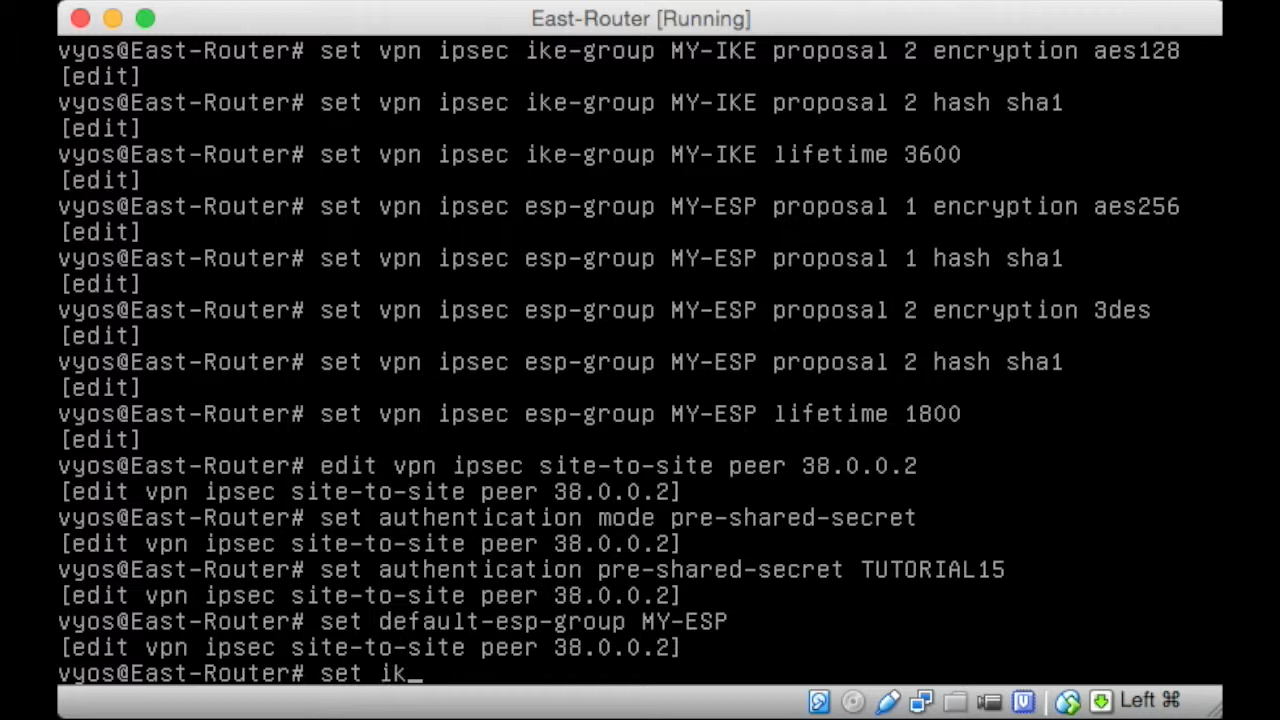 East-Router [Running]
vyos@East-Router# set vpn ipsec ike-group MY-IKE proposal 2 encryption aes128
[edit]
vyos@East-Router# set vpn ipsec ike-group MY-IKE proposal 2 hash sha1
[edit]
vyos@East-Router# set vpn ipsec ike-group MY-IKE lifetime 3600
[edit]
vyos@East-Router# set vpn ipsec esp-group MY-ESP proposal 1 encryption aes256
[edit]
vyos@East-Router# set vpn ipsec esp-group MY-ESP proposal 1 hash sha1
[edit]
vyos@East-Router# set vpn ipsec esp-group MY-ESP proposal 2 encryption 3des
[edit]
vyos@East-Router# set vpn ipsec esp-group MY-ESP proposal 2 hash sha1
[edit]
vyos@East-Router# set vpn ipsec esp-group MY-ESP lifetime 1800
[edit]
vyos@East-Router# edit vpn ipsec site-to-site peer 38.0.0.2
[edit vpn ipsec site-to-site peer 38.0.0.2]
vyos@East-Router# set authentication mode pre-shared-secret
[edit vpn ipsec site-to-site peer 38.0.0.2]
vyos@East-Router# set authentication pre-shared-secret TUTORIAL15
[edit vpn ipsec site-to-site peer 38.0.0.2]
vyos@East-Router# set default-esp-group MY-ESP
[edit vpn ipsec site-to-site peer 38.0.0.2]
vyos@East-Router# set ik_
Left ⌘